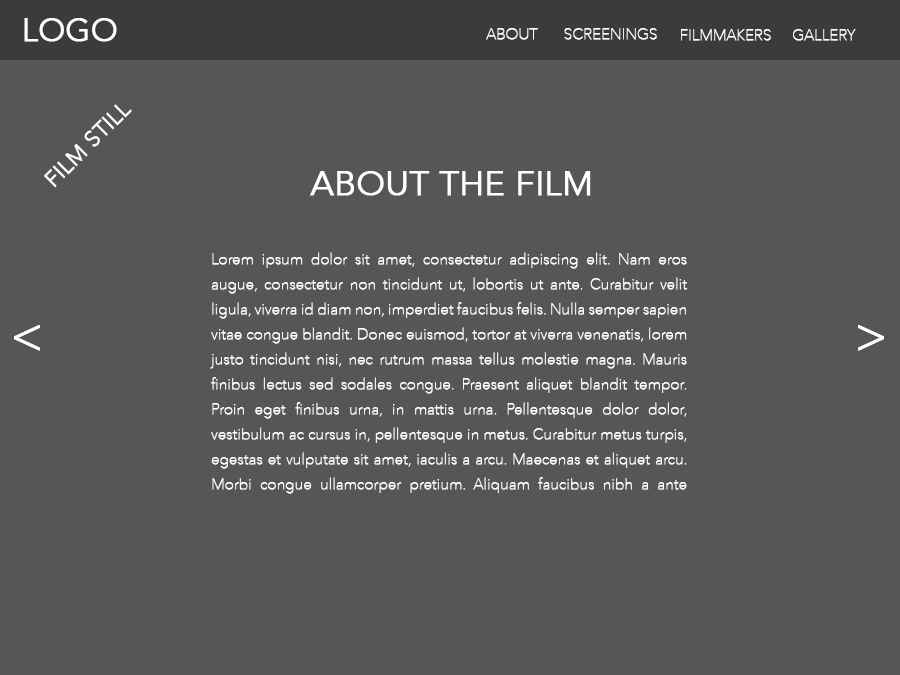 LOGO
ABOUT SCREENINGS FILMMAKERS GALLERY
FILM STILL
ABOUT THE FILM
Lorem ipsum dolor sit amet, consectetur adipiscing elit. Nam eros
augue, consectetur non tincidunt ut, lobortis ut ante. Curabitur velit
ligula, viverra id diam non, imperdiet faucibus felis. Nulla semper sapien
vitae congue blandit. Donec euismod, tortor at viverra venenatis, lorem
justo tincidunt nisi, nec rutrum massa tellus molestie magna. Mauris
finibus lectus sed sodales congue. Praesent aliquet blandit tempor.
Proin eget finibus urna, in mattis urna. Pellentesque dolor dolor,
vestibulum ac cursus in, pellentesque in metus. Curabitur metus turpis,
egestas et vulputate sit amet, iaculis a arcu. Maecenas et aliquet arcu.
Morbi congue ullamcorper pretium. Aliquam faucibus nibh a ante
< >